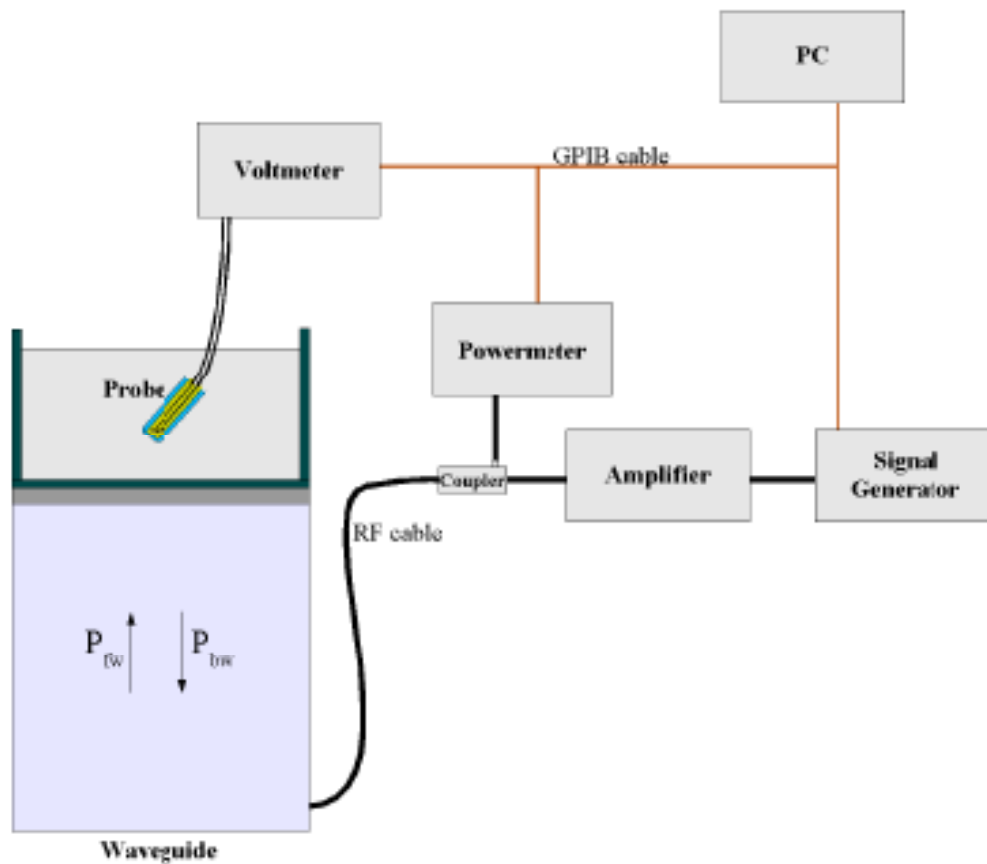 PC
Voltmeter
GPIB cable
Powermeter
Probe
Coupler
Amplifier
Signal
Generator
RF cable
P fw
P bw
Waveguide